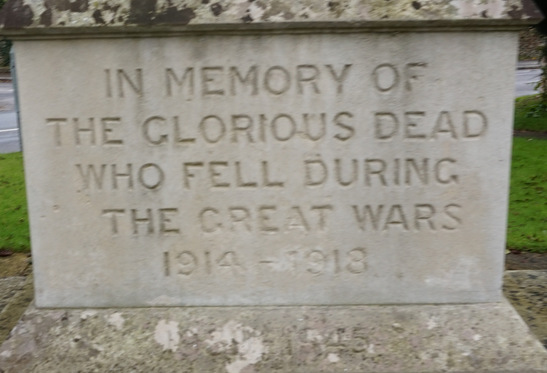 IN MEMORY OF
THE GLORIOUS DEAD
WHO FELL DURING
THE GREAT WARS
1914 - 1918